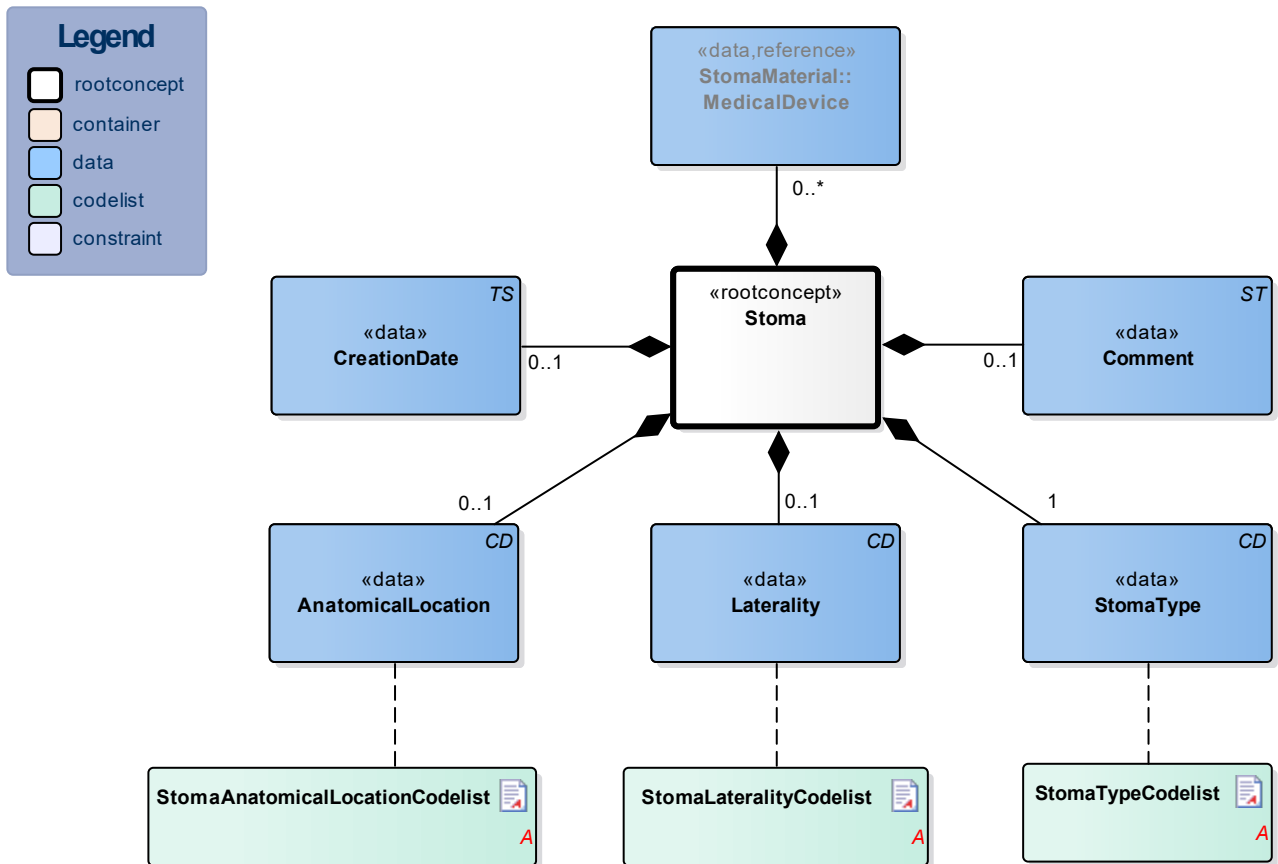 Legend
rootconcept
container
data
codelist
constraint
«data,reference»
StomaMaterial::
MedicalDevice
0..*
TS
«data»
CreationDate
0..1
«rootconcept»
Stoma
ST
«data»
Comment
0..1
0..1
0..1
1
CD
«data»
AnatomicalLocation
CD
«data»
Laterality
CD
«data»
StomaType
StomaAnatomicalLocationCodelist
A
StomaLateralityCodelist
A
StomaTypeCodelist
A